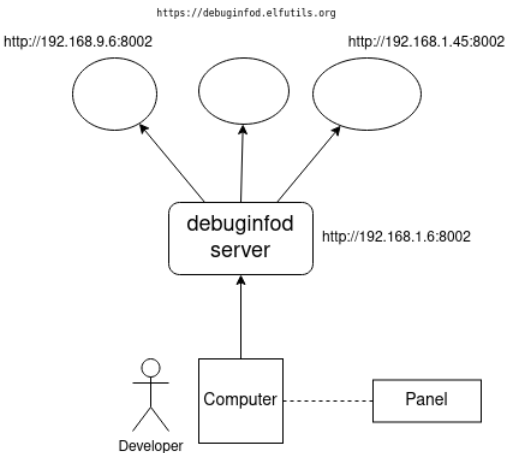 https://debuginfod.elfutils.org
http://192.168.9.6:8002
http://192.168.1.45:8002
debuginfod
server
http://192.168.1.6:8002
Computer
Panel
Developer